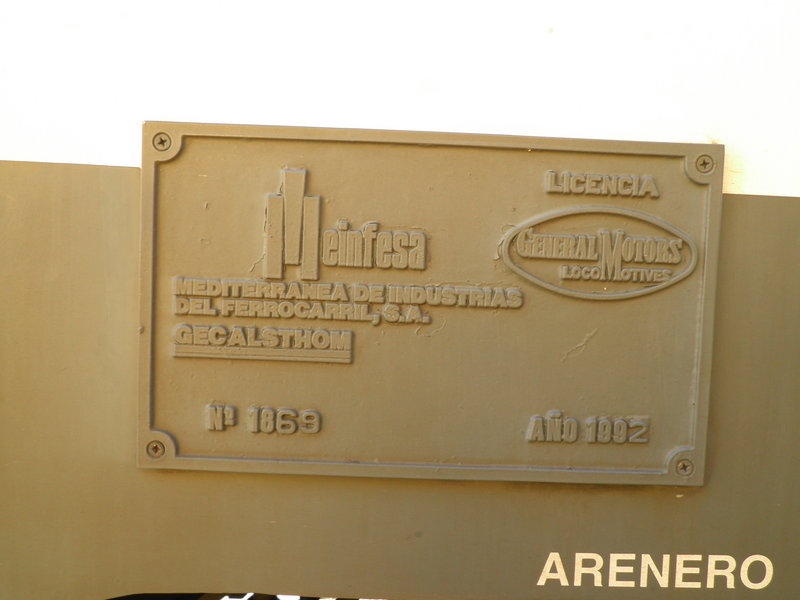 LICENCIA
Meinfesa
GENERAL MOTORS
LOCOMOTIVES
MEDITERRANEA DE INDUSTRIAS
DEL FERROCARRIL, S.A.
GECALSTHOM
Nº 1869
AÑO 1992
ARENERO